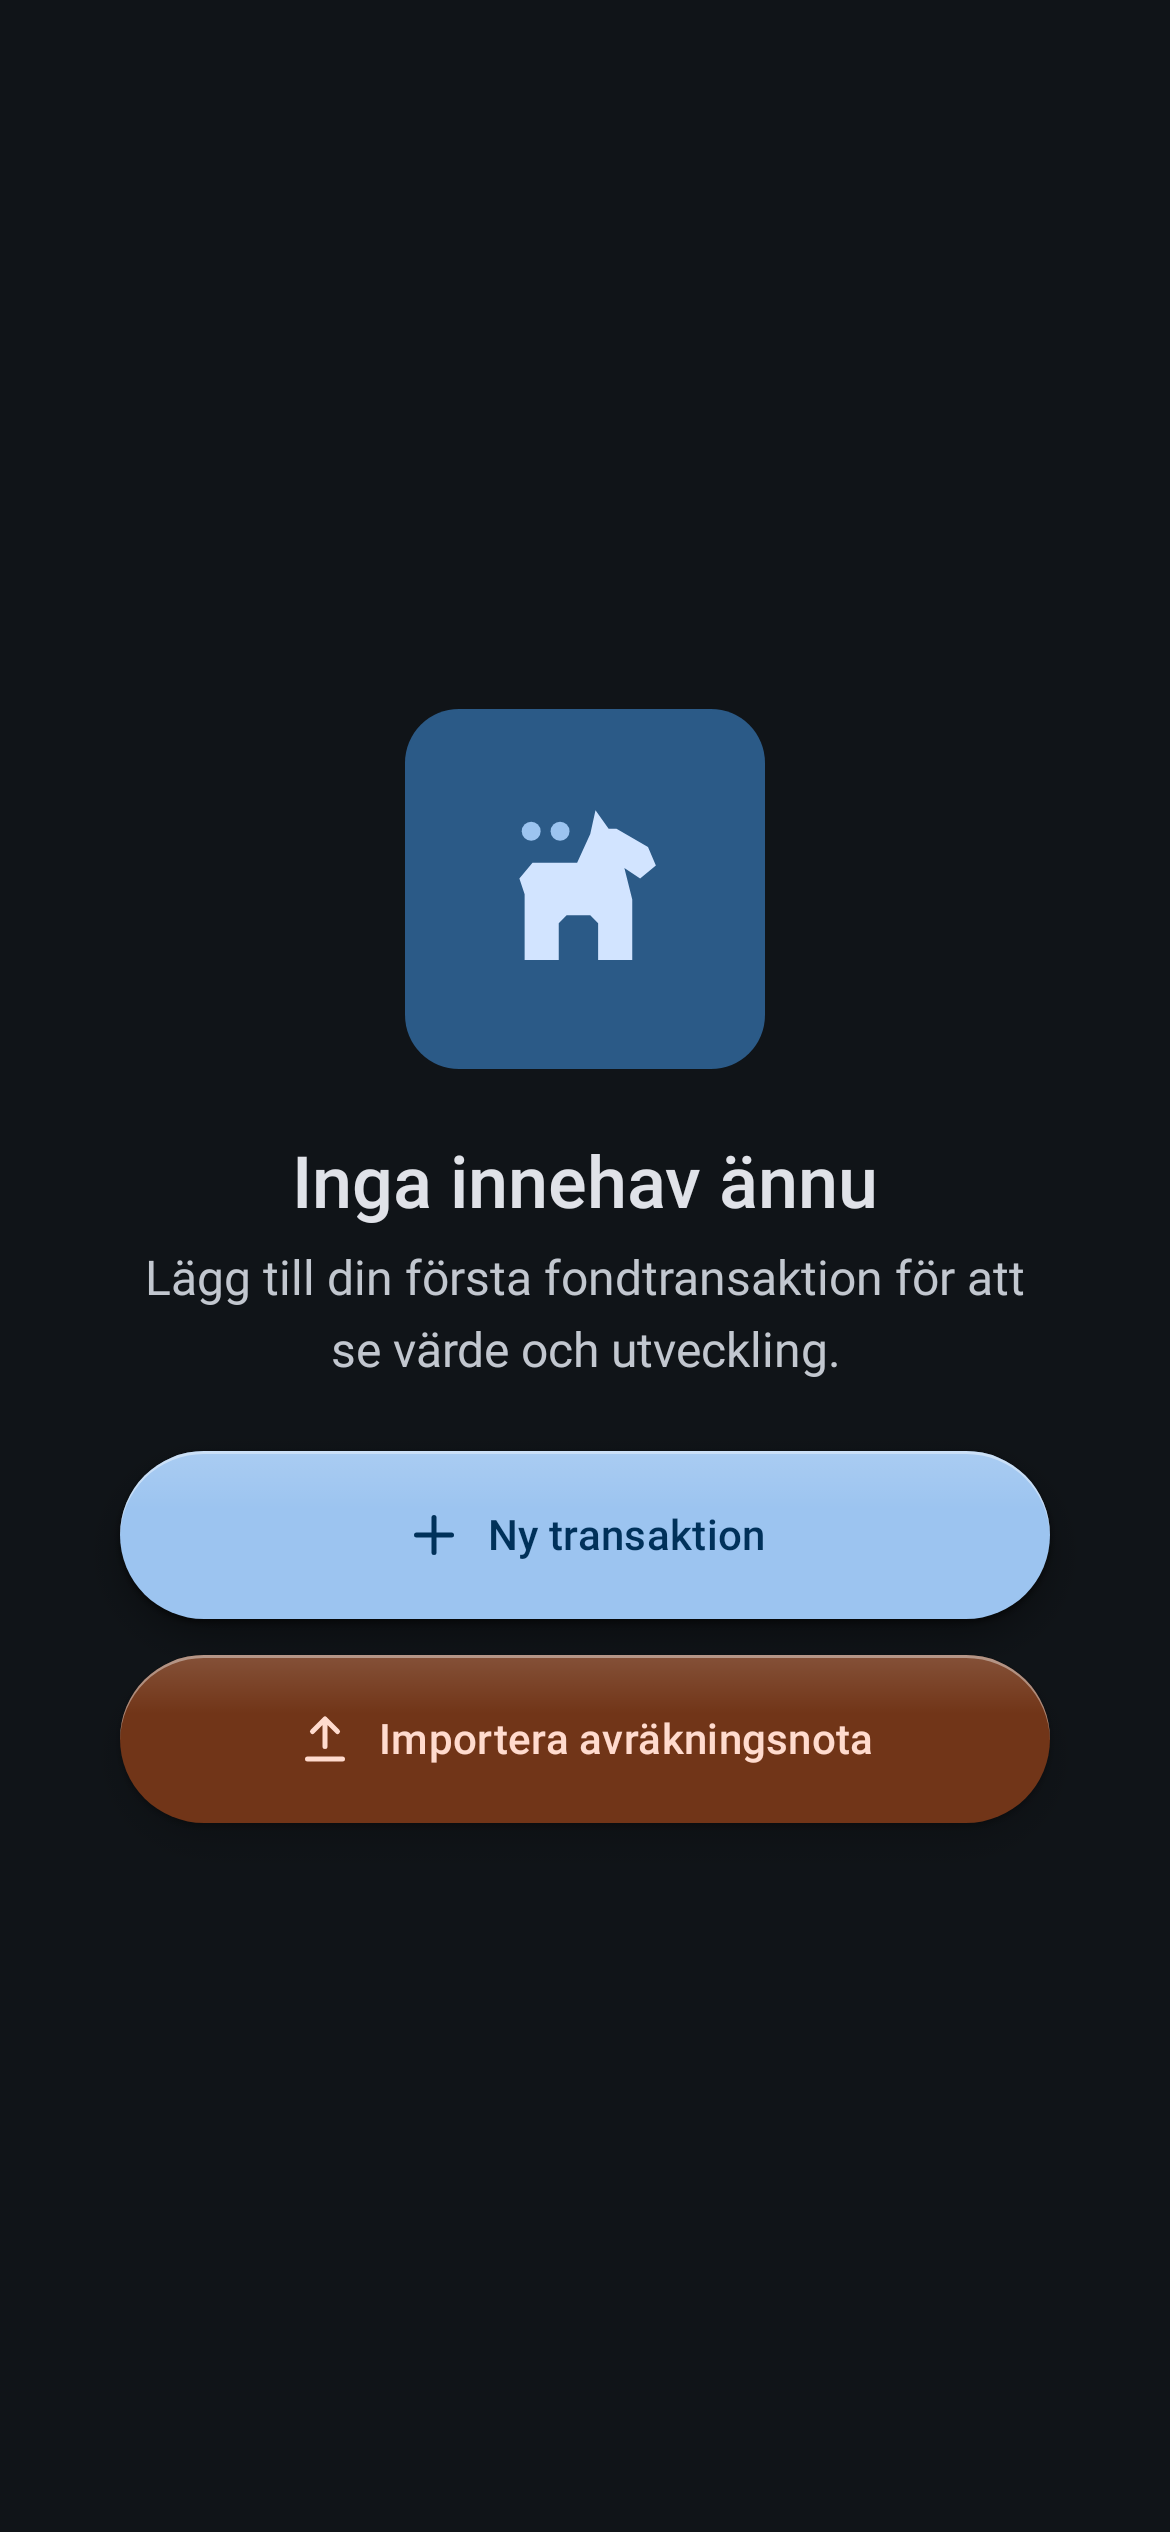 Inga innehav ännu
Lägg till din första fondtransaktion för att
se värde och utveckling.
Ny transaktion
Importera avräkningsnota